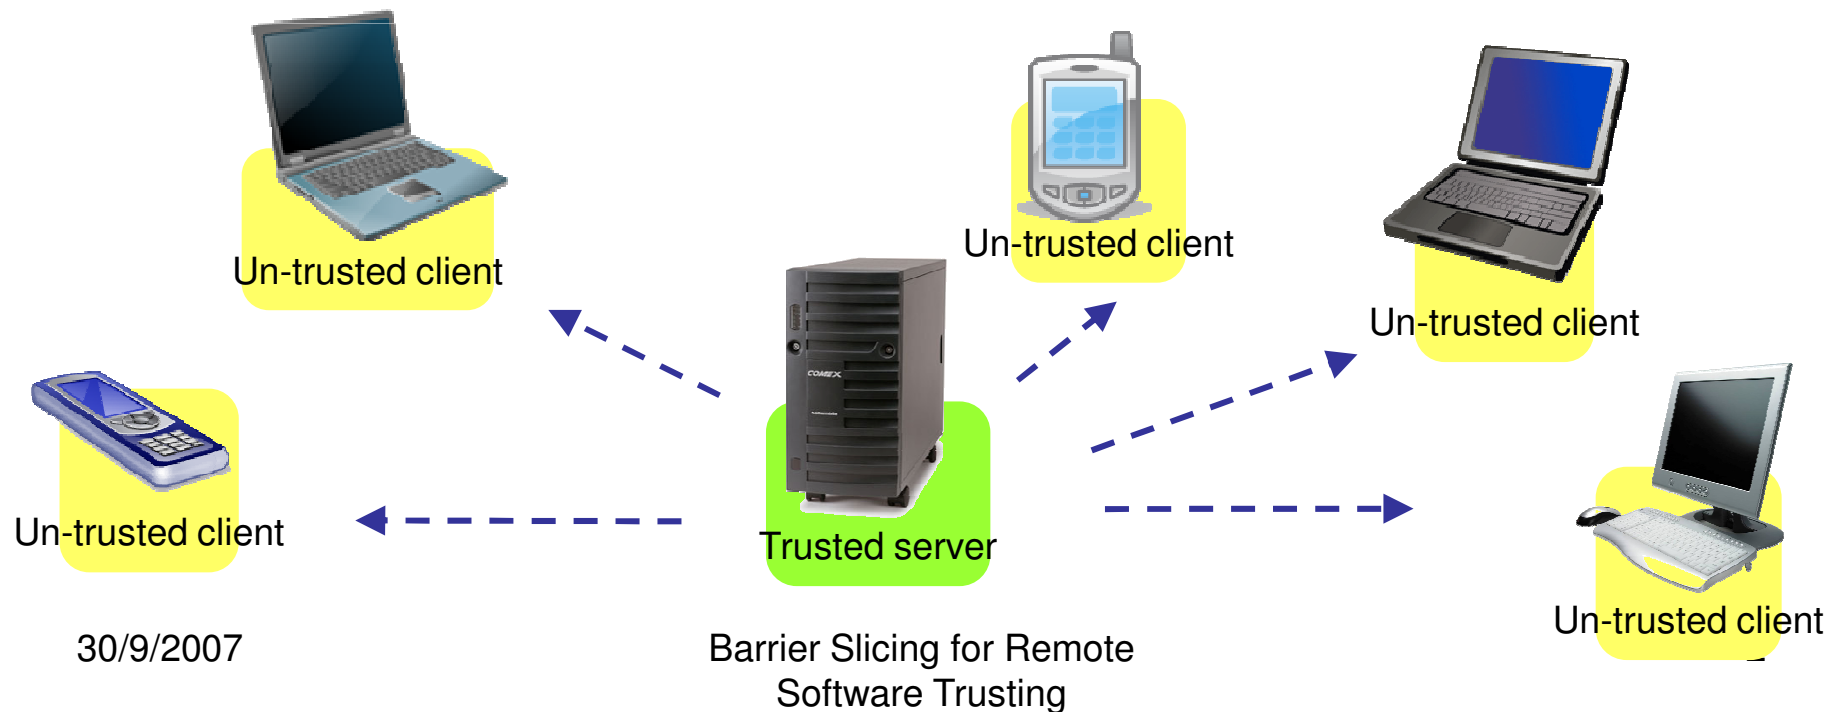 Un-trusted client
Un-trusted client
Un-trusted client
COMEX
Un-trusted client
Trusted server
Un-trusted client
30/9/2007
Barrier Slicing for Remote
Software Trusting